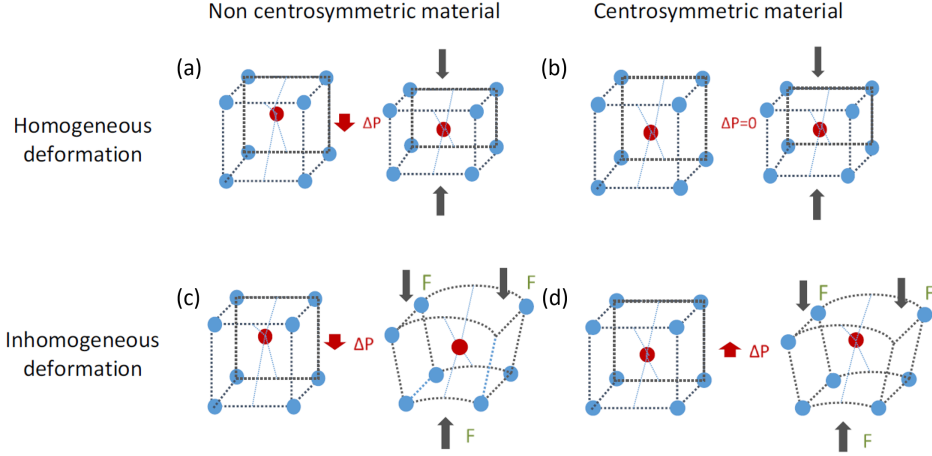 Non centrosymmetric material
Centrosymmetric material
(a)
(b)
Homogeneous
deformation
ΔP
ΔP=0
(c)
F
F
(d)
F
F
Inhomogeneous
deformation
ΔP
ΔP
F
F